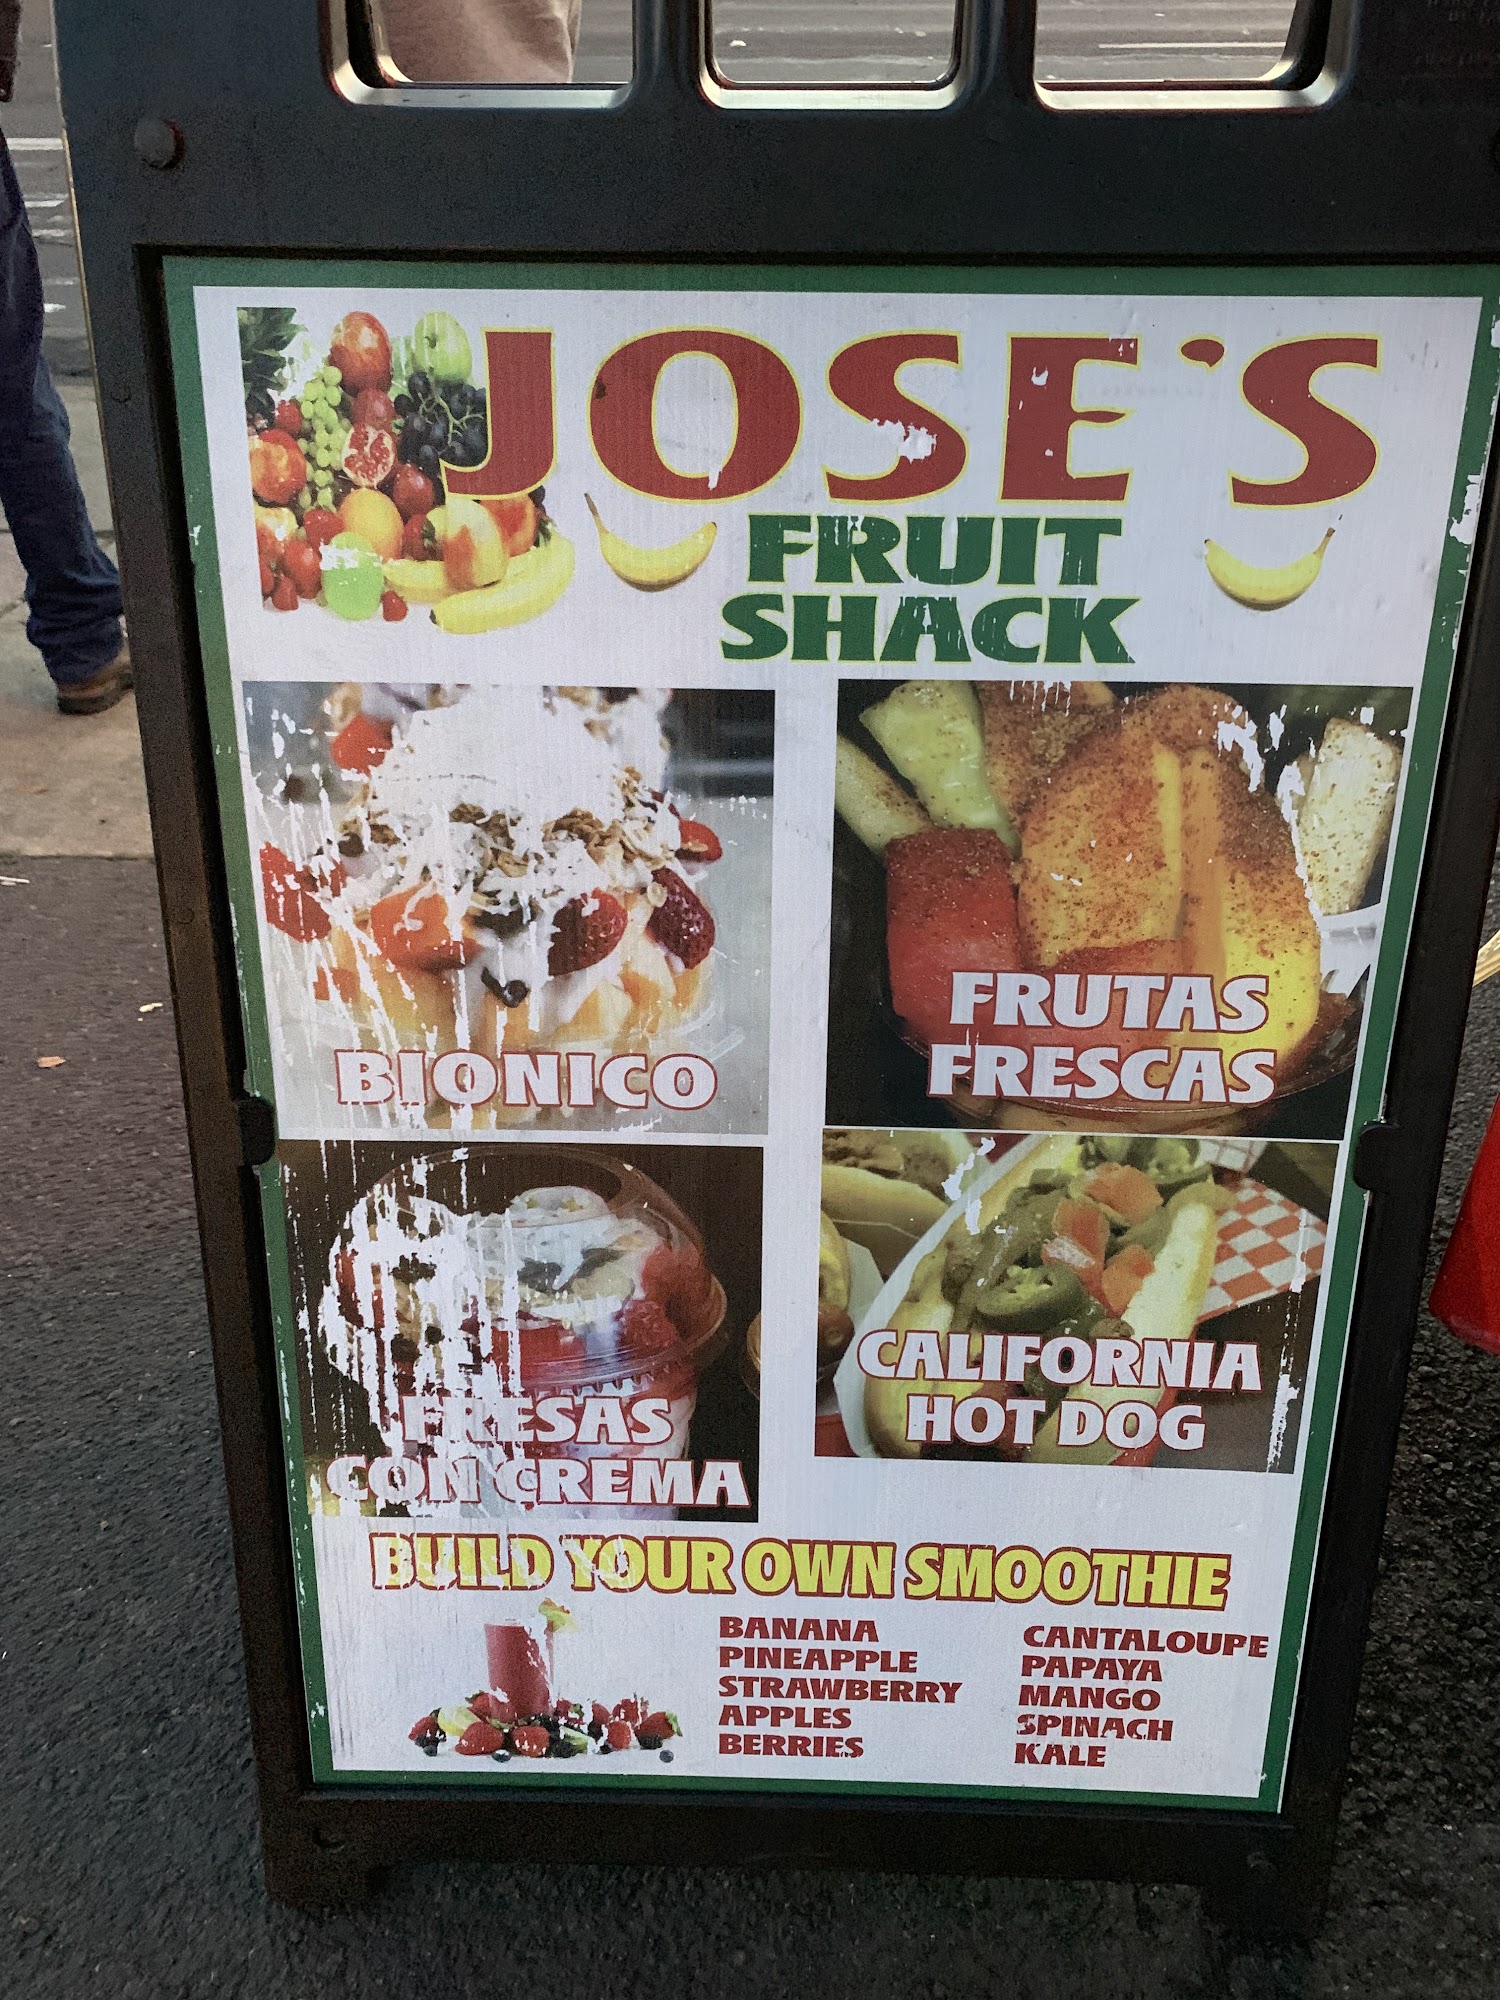 JOSE'S
FRUIT
SHACK
BIONICO
FRUTAS
FRESCAS
FRESAS
CON CREMA
CALIFORNIA
HOT DOG
BUILD YOUR OWN SMOOTHIE
BANANA
PINEAPPLE
STRAWBERRY
APPLES
BERRIES
CANTALOUPE
PAPAYA
MANGO
SPINACH
KALE